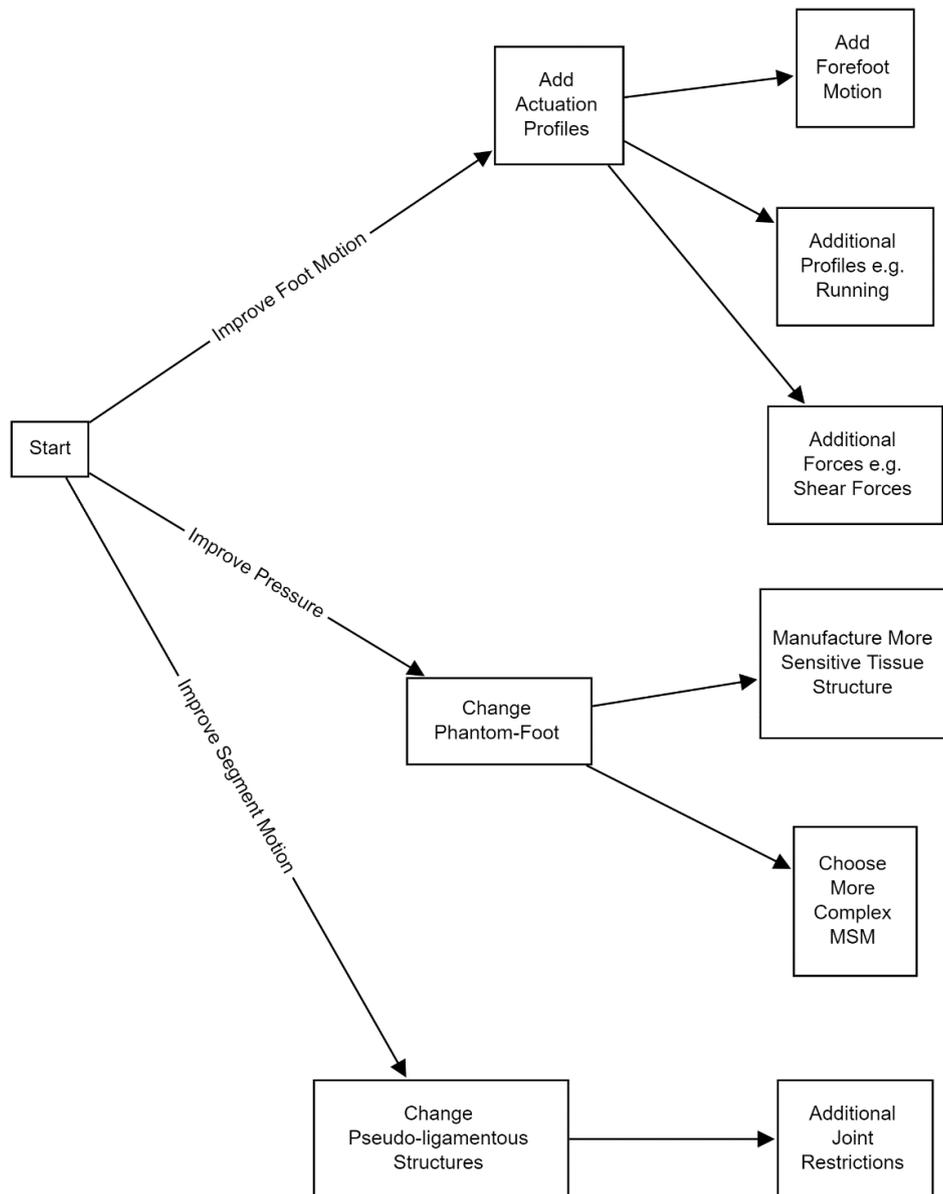 Start
Improve Foot Motion
Add
Actuation
Profiles
Add
Forefoot
Motion
Additional
Profiles e.g.
Running
Additional
Forces e.g.
Shear Forces
Improve Pressure
Change
Phantom-Foot
Manufacture More
Sensitive Tissue
Structure
Choose
More
Complex
MSM
Improve Segment Motion
Change
Pseudo-ligamentous
Structures
Additional
Joint
Restrictions